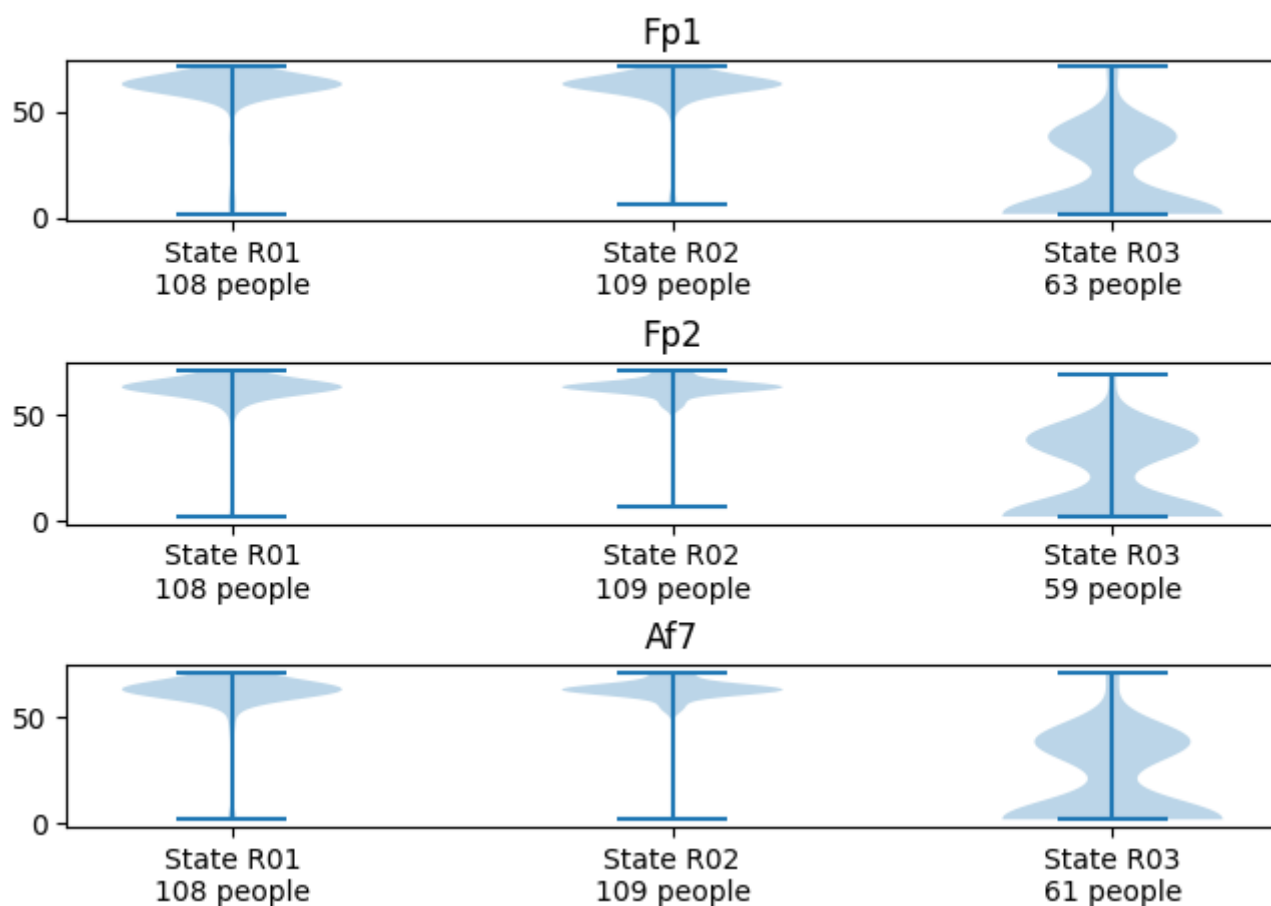 Fp1
50
0
State R01
108 people
State R02
109 people
State R03
63 people
Fp2
50
0
State R01
108 people
State R02
109 people
State R03
59 people
Af7
50
0
State R01
108 people
State R02
109 people
State R03
61 people